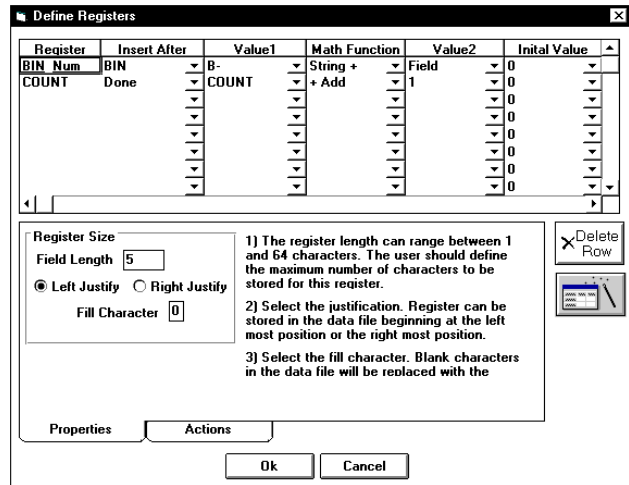 Define Registers
Register Insert After Value1 Math Function Value2 Inital Value
BIN_Num BIN B- String + Field 0
COUNT Done COUNT + Add 1 0
0
0
0
0
0
0
Register Size
Field Length 5
Left Justify Right Justify
Fill Character 0
1) The register length can range between 1
and 64 characters. The user should define
the maximum number of characters to be
stored for this register.
2) Select the justification. Register can be
stored in the data file beginning at the left
most position or the right most position.
3) Select the fill character. Blank characters
in the data file will be replaced with the
Delete
Row
Properties Actions
Ok Cancel